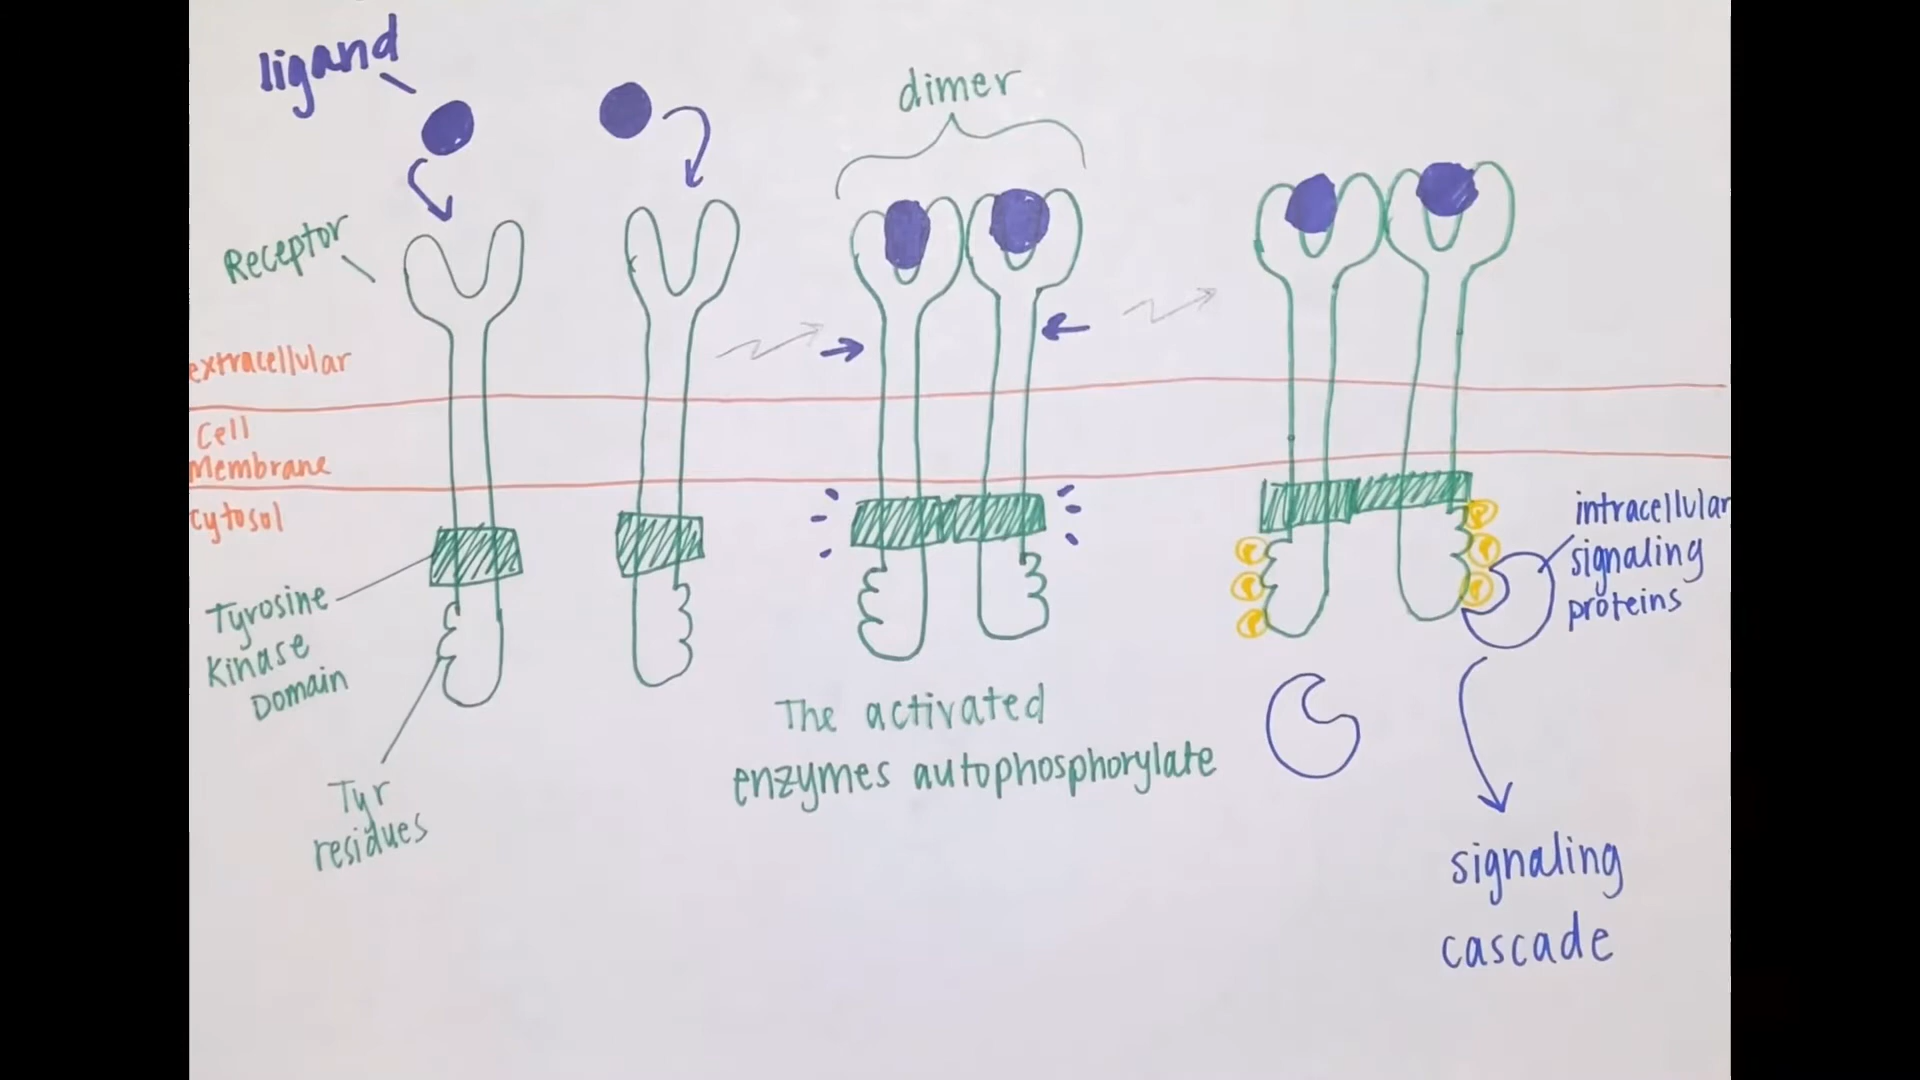 ligand
dimer
Receptor
extracellular
Cell
Membrane
cytosol
Tyrosine
Kinase
Domain
Tyr
residues
The activated
enzymes autophosphorylate
intracellular
signaling
proteins
signaling
cascade